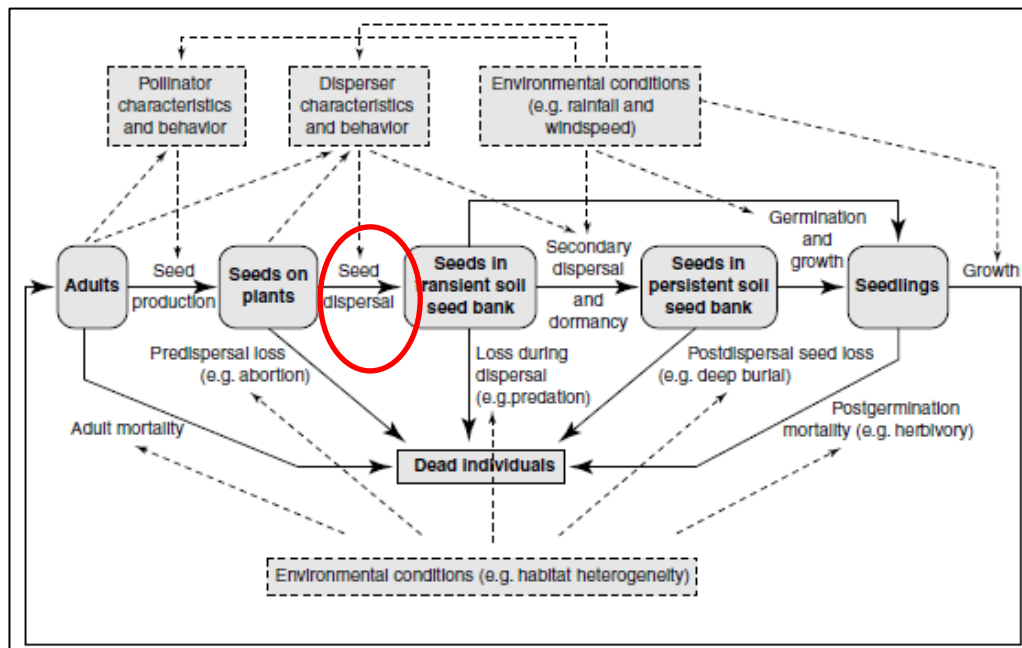 Pollinator
characteristics
and behavior
Disperser
characteristics
and behavior
Environmental conditions
(e.g. rainfall and
windspeed)
Adults
Seed
production
Seeds on
plants
Seed
dispersal
Seeds in
transient soil
seed bank
Secondary
dispersal
and
dormancy
Seeds in
persistent soil
seed bank
Germination
and
growth
Seedlings
Growth
Predispersal loss
(e.g. abortion)
Loss during
dispersal
(e.g.predation)
Postdispersal seed loss
(e.g. deep burial)
Adult mortality
Postgermination
mortality (e.g. herbivory)
Dead individuals
Environmental conditions (e.g. habitat heterogeneity)